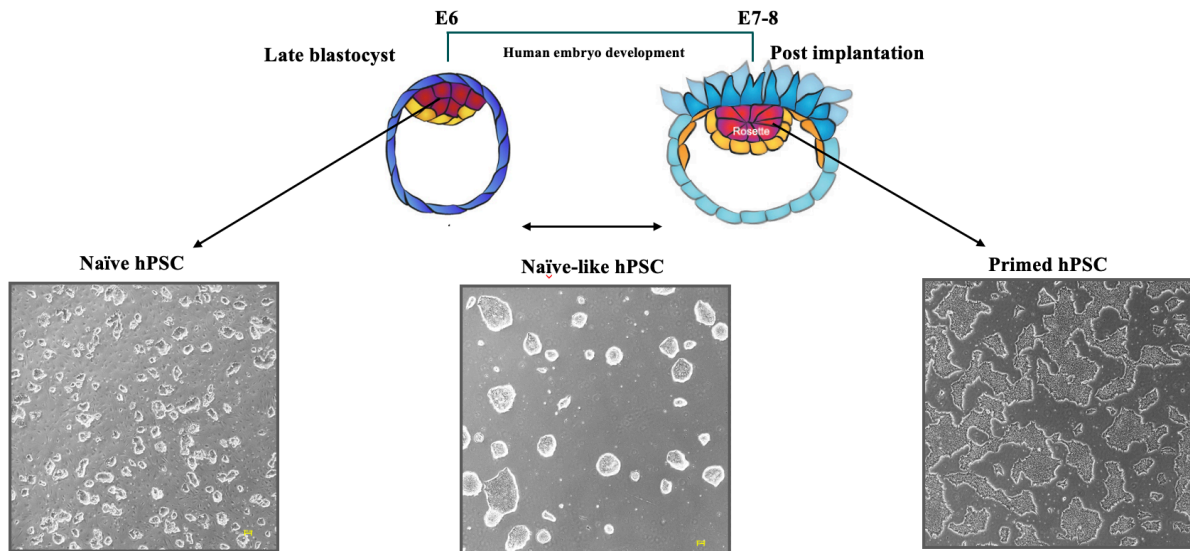 E6
E7-8
Late blastocyst
Human embryo development
Post implantation
Rosette
Naïve hPSC
Naïve-like hPSC
Primed hPSC